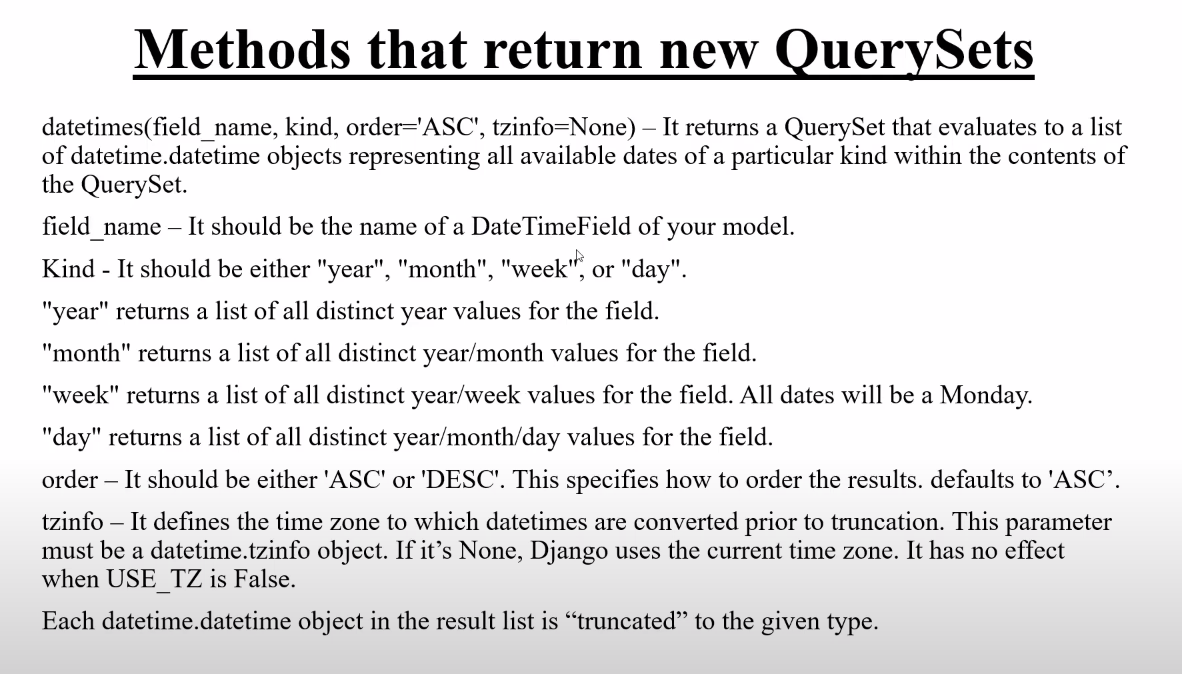 Methods that return new QuerySets
datetimes(field_name, kind, order='ASC', tzinfo=None) – It returns a QuerySet that evaluates to a list
of datetime.datetime objects representing all available dates of a particular kind within the contents of
the QuerySet.
field_name – It should be the name of a DateTimeField of your model.
Kind - It should be either "year", "month", "week", or "day".
"year" returns a list of all distinct year values for the field.
"month" returns a list of all distinct year/month values for the field.
"week" returns a list of all distinct year/week values for the field. All dates will be a Monday.
"day" returns a list of all distinct year/month/day values for the field.
order – It should be either 'ASC' or 'DESC'. This specifies how to order the results. defaults to 'ASC’.
tzinfo – It defines the time zone to which datetimes are converted prior to truncation. This parameter
must be a datetime.tzinfo object. If it’s None, Django uses the current time zone. It has no effect
when USE_TZ is False.
Each datetime.datetime object in the result list is “truncated” to the given type.